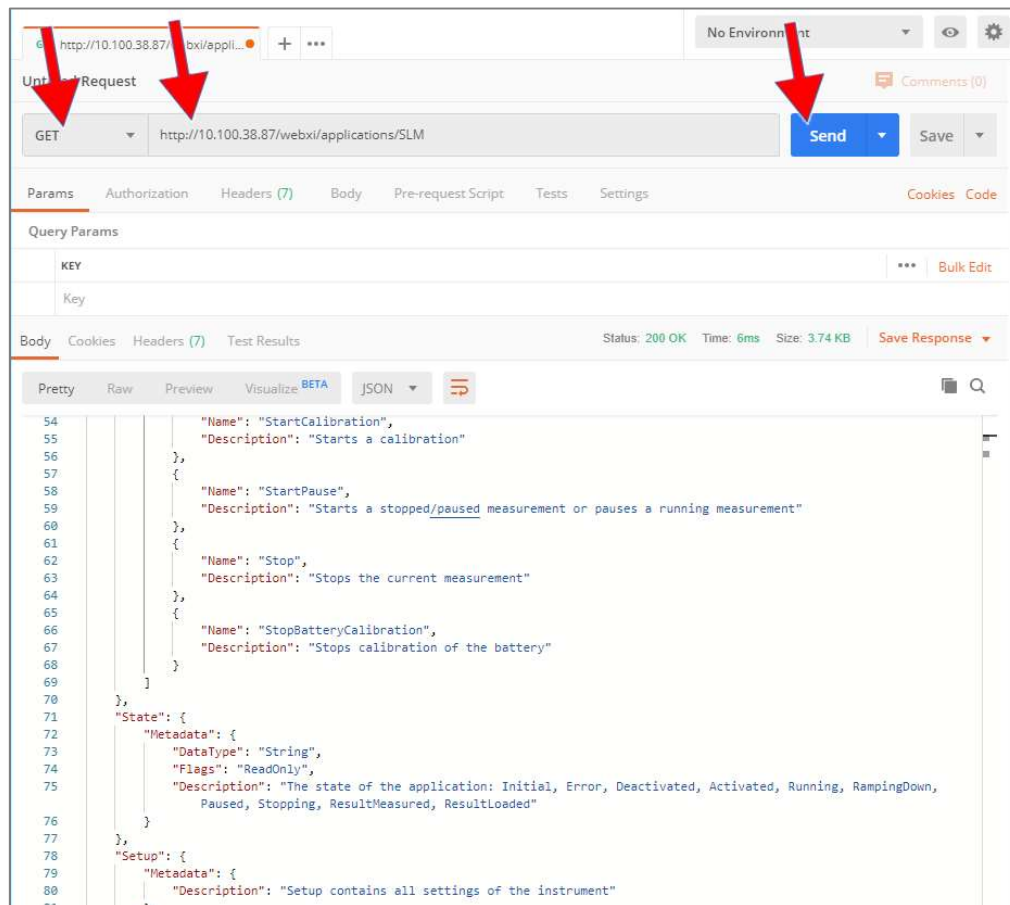 http://10.100.38.87/ bxi/appli...
+ •••
No Environment
Request
Comments (0)
GET http://10.100.38.87/webxi/applications/SLM Send Save
Params Authorization Headers (7) Body Pre-request Script Tests Settings Cookies Code
Query Params
KEY ••• Bulk Edit
Key
Body Cookies Headers (7) Test Results Status: 200 OK Time: 6ms Size: 3.74 KB Save Response
Pretty Raw Preview Visualize BETA JSON
54 "Name": "StartCalibration",
55 "Description": "Starts a calibration"
56 },
57 {
58 "Name": "StartPause",
59 "Description": "Starts a stopped/paused measurement or pauses a running measurement"
60 },
61 {
62 "Name": "Stop",
63 "Description": "Stops the current measurement"
64 },
65 {
66 "Name": "StopBatteryCalibration",
67 "Description": "Stops calibration of the battery"
68 }
69 ]
70 },
71 "State": {
72 "Metadata": {
73 "DataType": "String",
74 "Flags": "ReadOnly",
75 "Description": "The state of the application: Initial, Error, Deactivated, Activated, Running, RampingDown,
Paused, Stopping, ResultMeasured, ResultLoaded"
76 }
77 },
78 "Setup": {
79 "Metadata": {
80 "Description": "Setup contains all settings of the instrument"